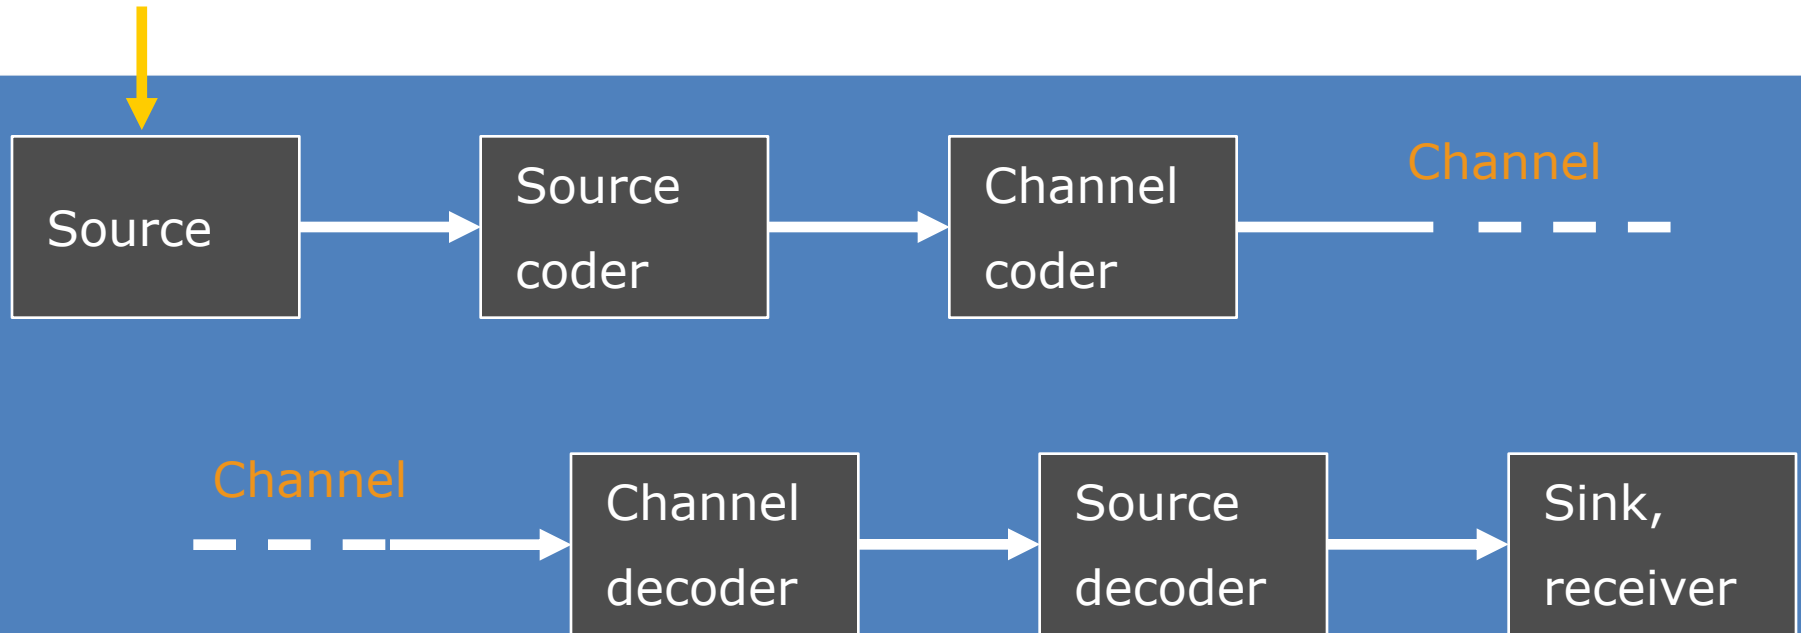 Source
Source
coder
Channel
coder
Channel
Channel
Channel
decoder
Source
decoder
Sink,
receiver